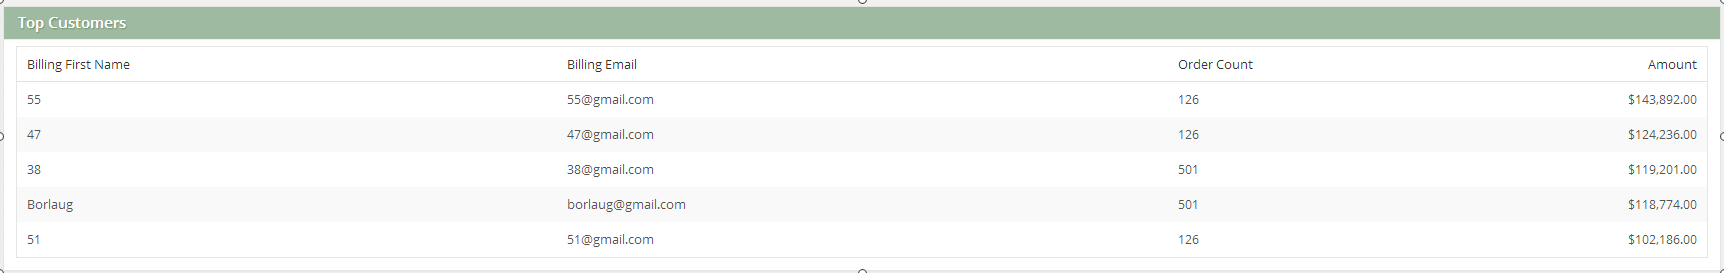 Top Customers
Billing First Name Billing Email Order Count Amount
55 55@gmail.com 126 $143,892.00
47 47@gmail.com 126 $124,236.00
38 38@gmail.com 501 $119,201.00
Borlaug borlaug@gmail.com 501 $118,774.00
51 51@gmail.com 126 $102,186.00